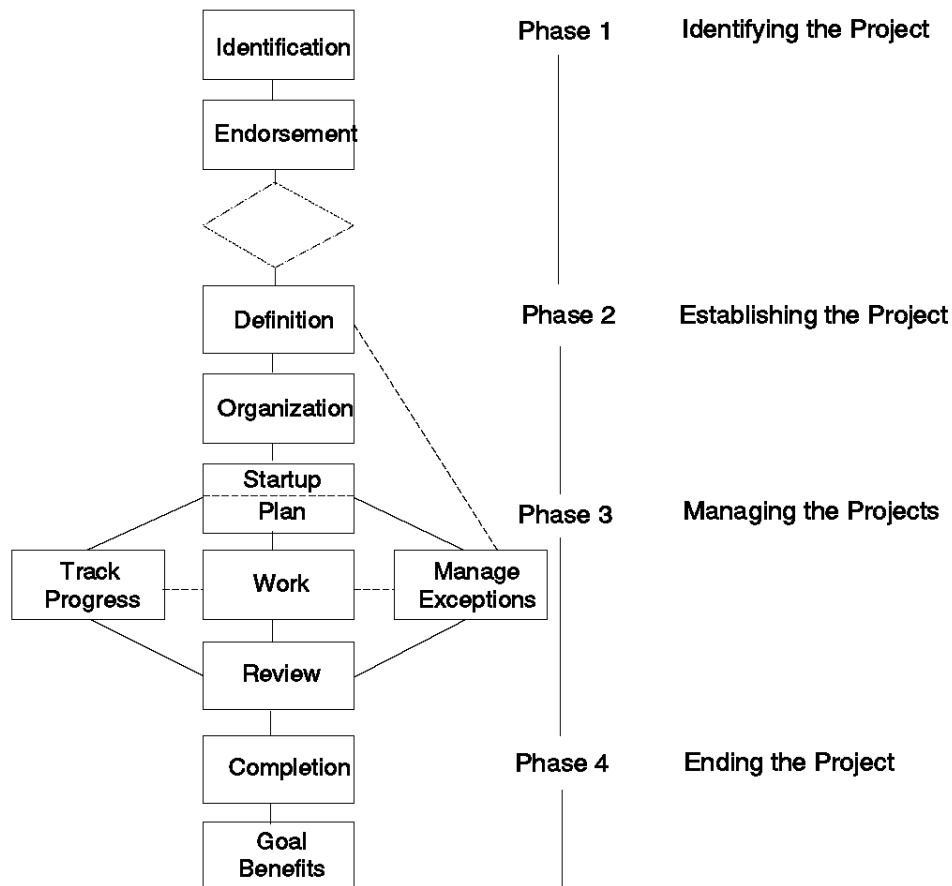 Identification
Phase 1
Identifying the Project
Endorsement
Definition
Phase 2
Establishing the Project
Organization
Startup
Plan
Phase 3
Managing the Projects
Track
Progress
Work
Manage
Exceptions
Review
Completion
Phase 4
Ending the Project
Goal
Benefits